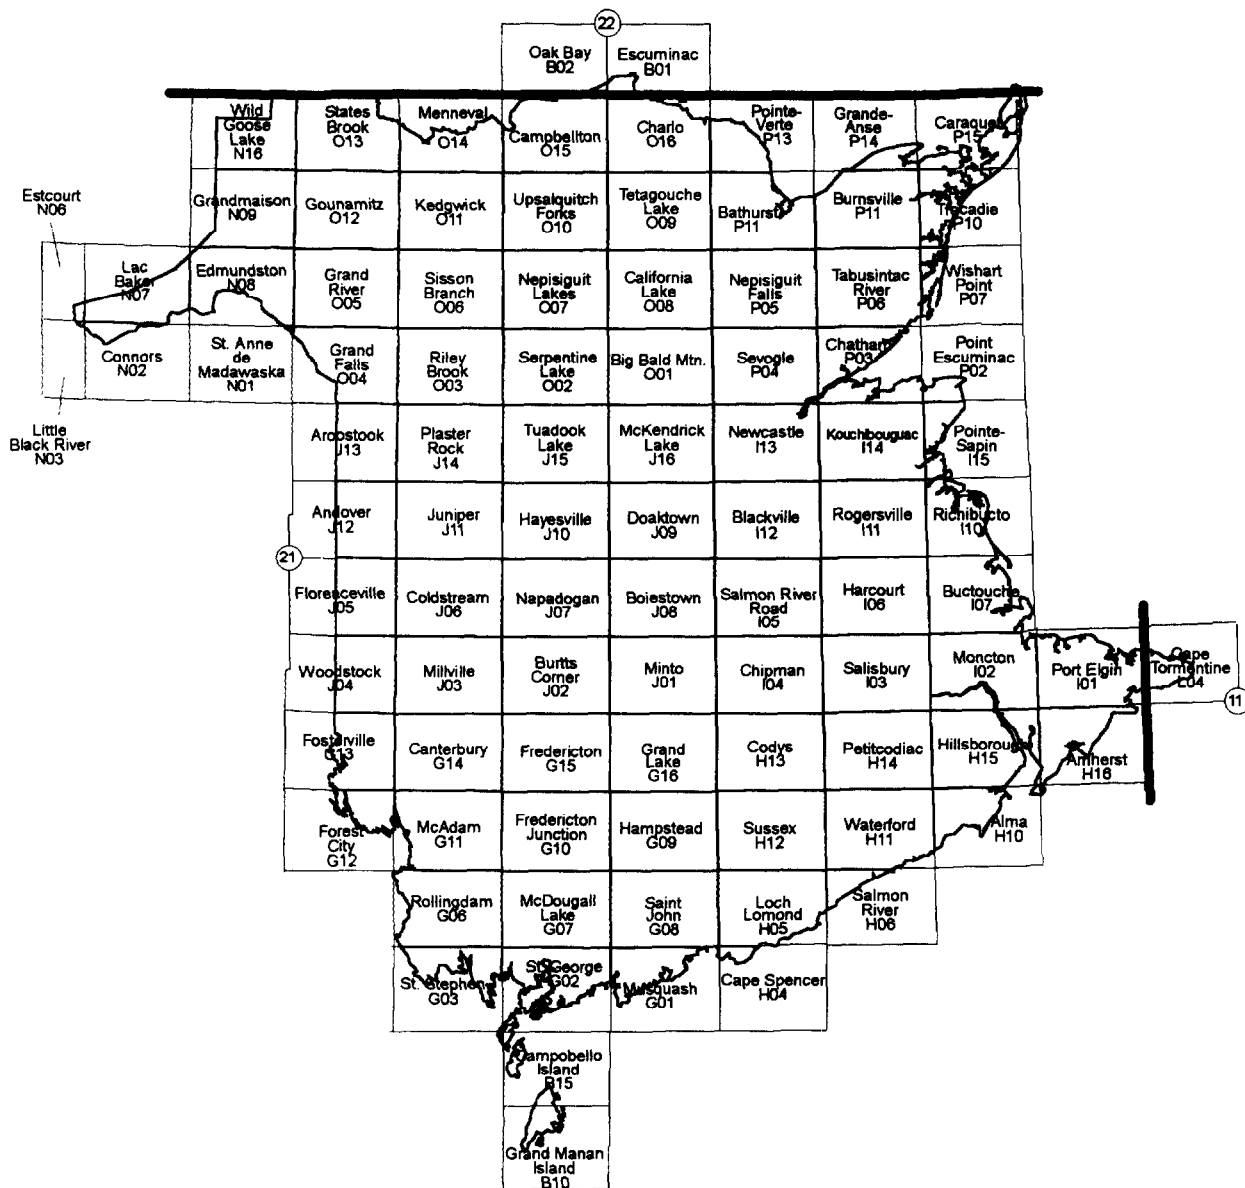 22
Oak Bay
B02
Escuminac
B01
Wild
Goose
Lake
N16
States
Brook
O13
Menneval
O14
Campbellton
O15
Charlo
O16
Pointe-
Verte
P13
Grande-
Anse
P14
Caraquet
P15
Estcourt
N06
Grandmaison
N09
Gounamitz
O12
Kedgwick
O11
Upsalquitch
Forks
O10
Tetagouche
Lake
O09
Bathurst
P11
Burnsville
P11
Tracadie
P10
Lac
Baker
N07
Edmundston
N08
Grand
River
O05
Sisson
Branch
O06
Nepisiguit
Lakes
O07
California
Lake
O08
Nepisiguit
Falls
P05
Tabusintac
River
P06
Wishart
Point
P07
Connors
N02
St. Anne
de
Madawaska
N01
Grand
Falls
O04
Riley
Brook
O03
Serpentine
Lake
O02
Big Bald Mtn.
O01
Sevogle
P04
Chatham
P03
Point
Escuminac
P02
Little
Black River
N03
Aroostook
J13
Plaster
Rock
J14
Tuadook
Lake
J15
McKendrick
Lake
J16
Newcastle
I13
Kouchibouguac
I14
Pointe-
Sapin
I15
Andover
J12
Juniper
J11
Hayesville
J10
Doaktown
J09
Blackville
I12
Rogersville
I11
Richibucto
I10
21
Florenceville
J05
Coldstream
J06
Napadogan
J07
Boiestown
J08
Salmon River
Road
I05
Harcourt
I06
Buctouche
I07
Woodstock
J04
Millville
J03
Burtts
Corner
J02
Minto
J01
Chipman
I04
Salisbury
I03
Moncton
I02
Port Elgin
I01
Cape
Tormentine
L04
11
Fosterville
G13
Canterbury
G14
Fredericton
G15
Grand
Lake
G16
Codys
H13
Petitcodiac
H14
Hillsborough
H15
Amherst
H16
Forest
City
G12
McAdam
G11
Fredericton
Junction
G10
Hampstead
G09
Sussex
H12
Waterford
H11
Alma
H10
Rollingdam
G06
McDougall
Lake
G07
Saint
John
G08
Loch
Lomond
H05
Salmon
River
H06
St. Stephen
G03
St. George
G02
Musquash
G01
Cape Spencer
H04
Campobello
Island
B15
Grand Manan
Island
B10